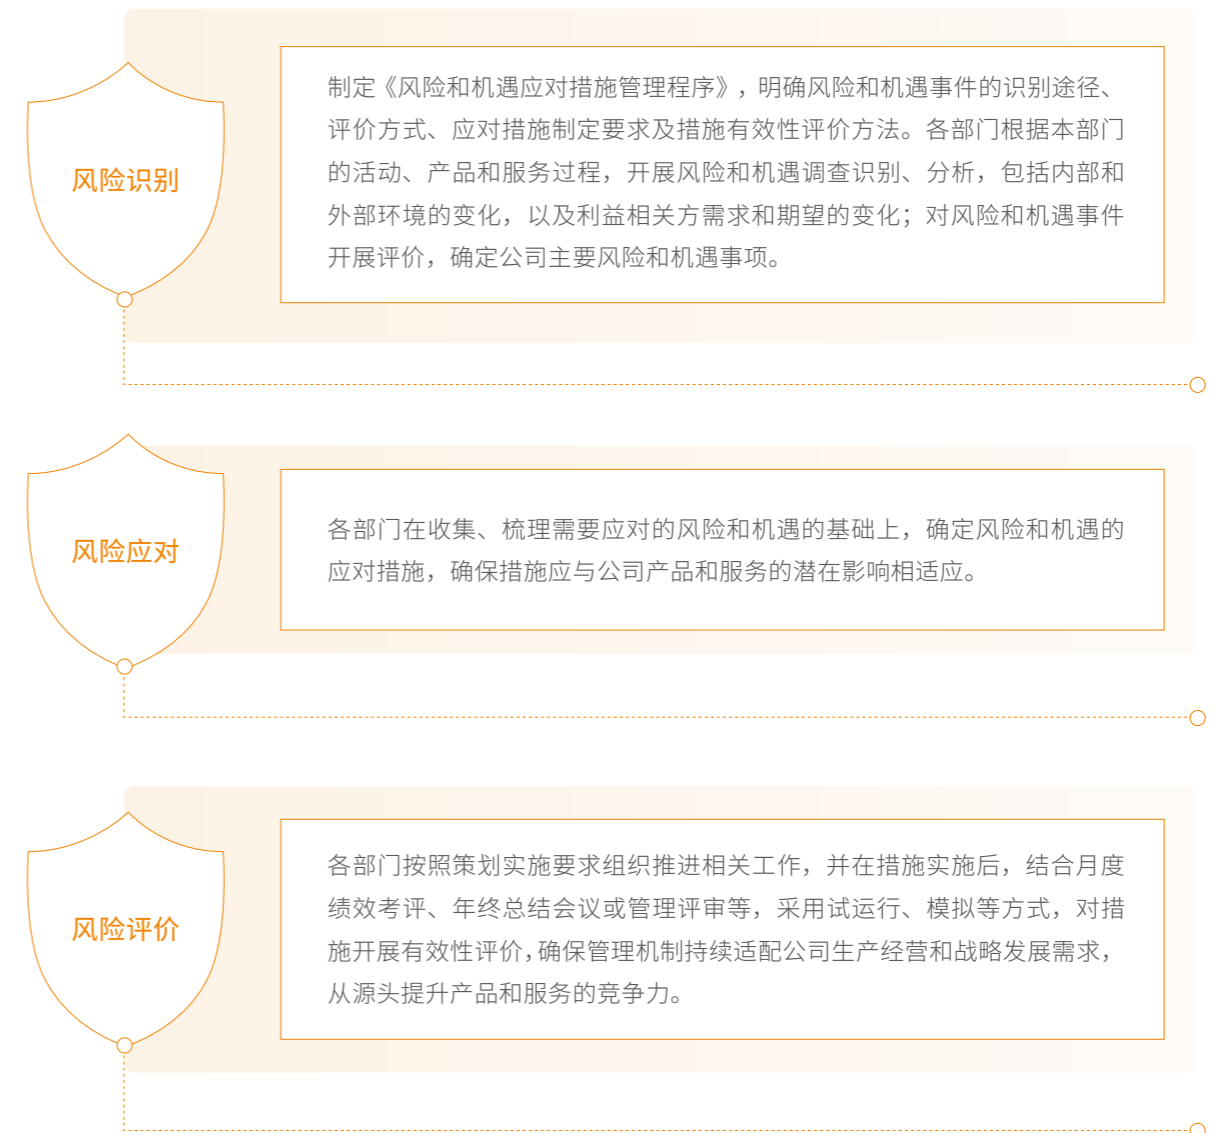 风险识别
制定《风险和机遇应对措施管理程序》，明确风险和机遇事件的识别途径、
评价方式、应对措施制定要求及措施有效性评价方法。各部门根据本部门
的活动、产品和服务过程，开展风险和机遇调查识别、分析，包括内部和
外部环境的变化，以及利益相关方需求和期望的变化；对风险和机遇事件
开展评价，确定公司主要风险和机遇事项。
风险应对
各部门在收集、梳理需要应对的风险和机遇的基础上，确定风险和机遇的
应对措施，确保措施应与公司产品和服务的潜在影响相适应。
风险评价
各部门按照策划实施要求组织推进相关工作，并在措施实施后，结合月度
绩效考评、年终总结会议或管理评审等，采用试运行、模拟等方式，对措
施开展有效性评价，确保管理机制持续适配公司生产经营和战略发展需求，
从源头提升产品和服务的竞争力。